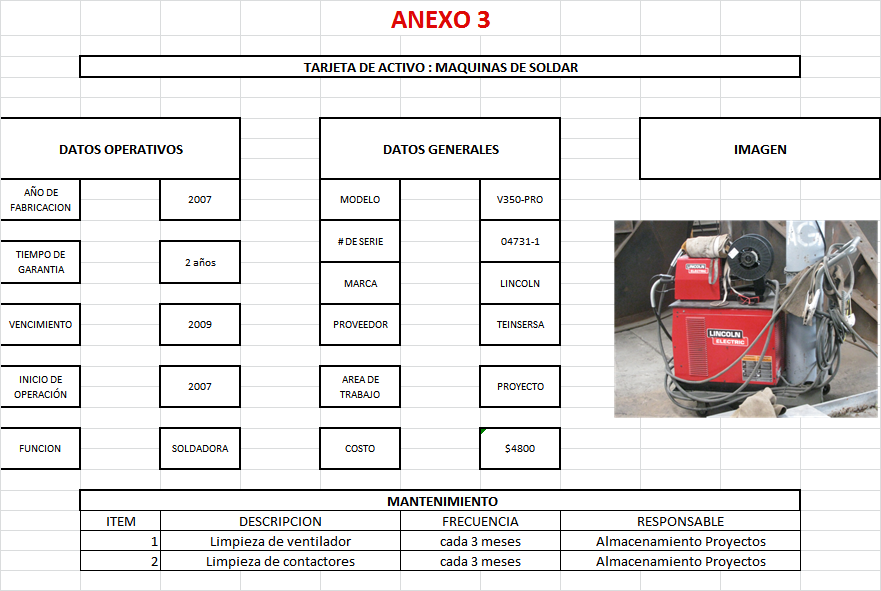 ANEXO 3
TARJETA DE ACTIVO : MAQUINAS DE SOLDAR
DATOS OPERATIVOS
DATOS GENERALES
IMAGEN
AÑO DE
FABRICACION
2007
MODELO
V350-PRO
# DE SERIE
04731-1
TIEMPO DE
GARANTIA
2 años
MARCA
LINCOLN
VENCIMIENTO
2009
PROVEEDOR
TEINSERSA
INICIO DE
OPERACIÓN
2007
AREA DE
TRABAJO
PROYECTO
FUNCION
SOLDADORA
COSTO
$4800
LINCOLN
ELECTRIC
LINCOLN
ELECTRIC
MANTENIMIENTO
ITEM DESCRIPCION FRECUENCIA RESPONSABLE
1 Limpieza de ventilador cada 3 meses Almacenamiento Proyectos
2 Limpieza de contactores cada 3 meses Almacenamiento Proyectos